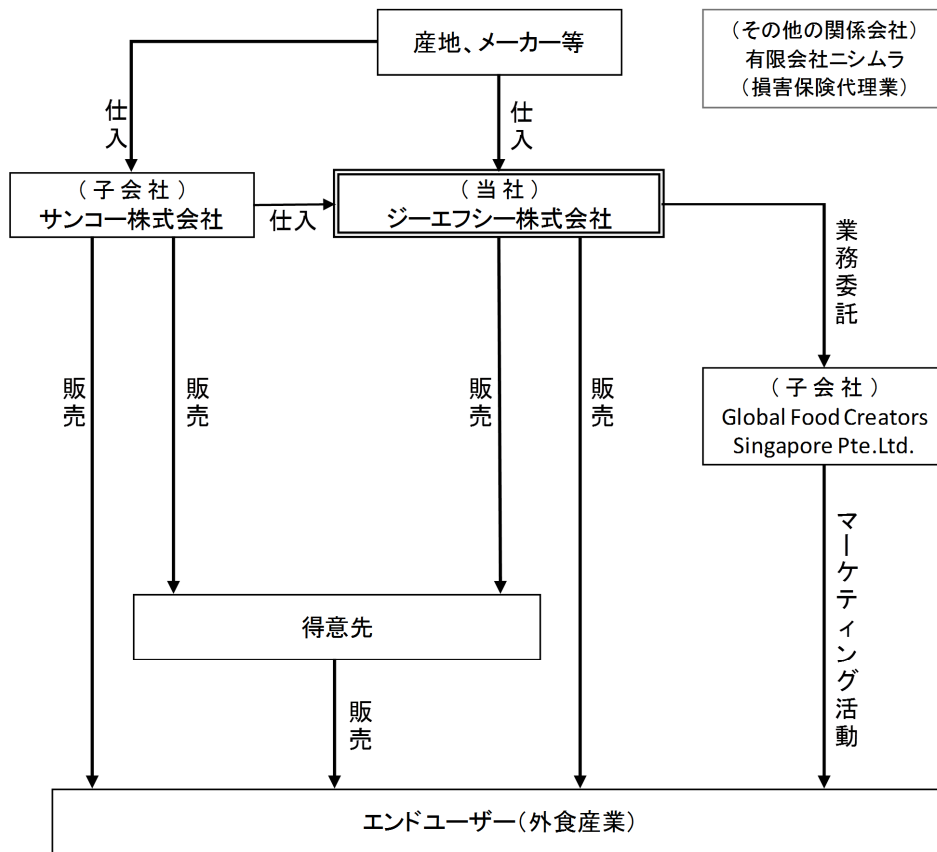 産地、メーカー等
（その他の関係会社）
有限会社ニシムラ
（損害保険代理業）
仕入
仕入
（子会社）
サンコー株式会社
仕入
（当社）
ジーエフシー株式会社
業務委託
販売
販売
販売
販売
（子会社）
Global Food Creators
Singapore Pte.Ltd.
マーケティング活動
得意先
販売
エンドユーザー（外食産業）